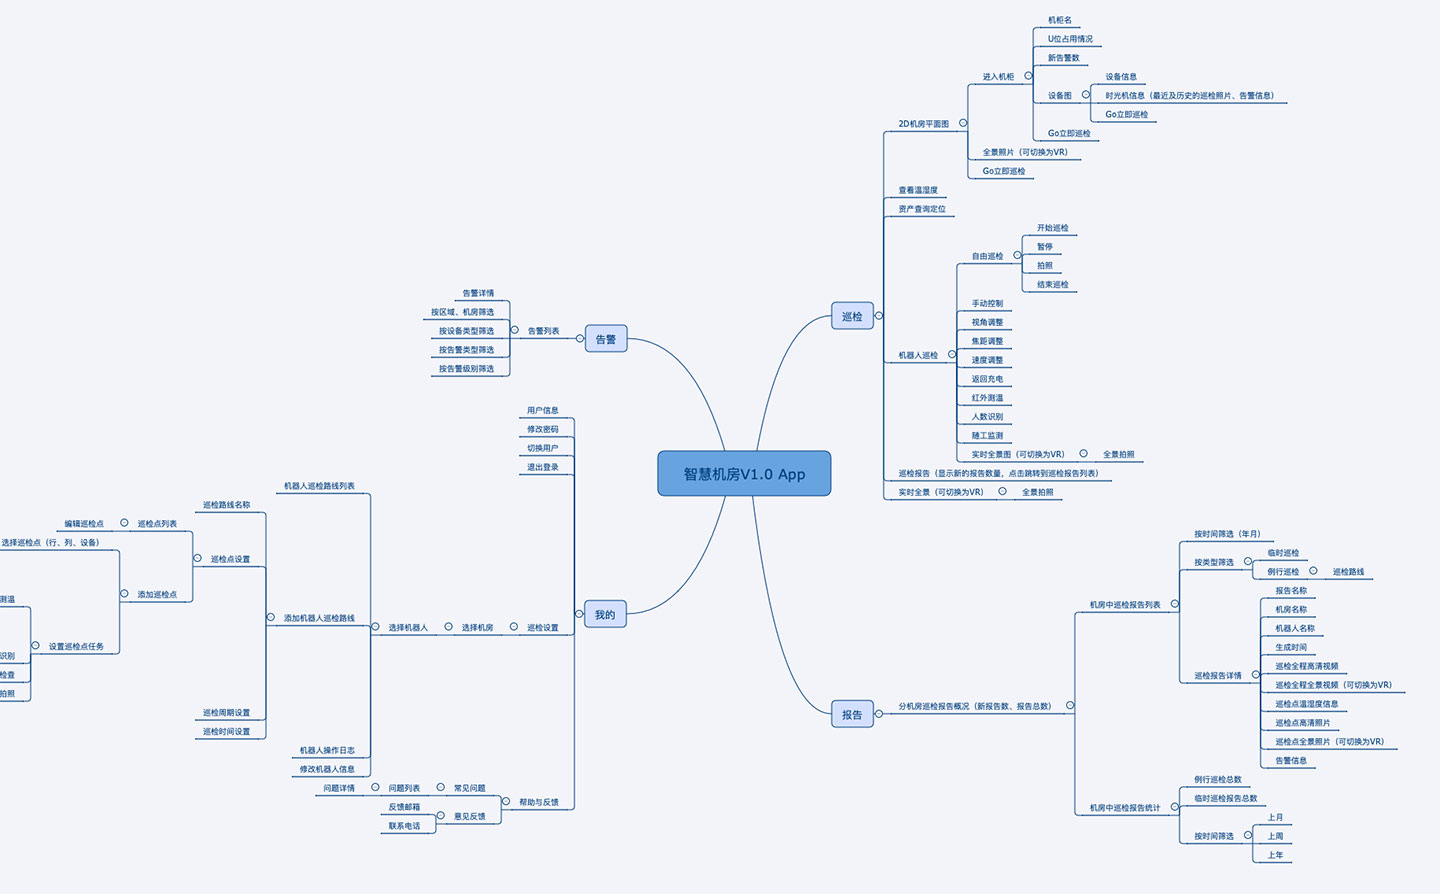 智慧机房V1.0 App
巡检
2D机房平面图
进入机柜
机柜名
U位占用情况
新告警数
设备图
设备信息
时光机信息（最近及历史的巡检照片、告警信息）
Go立即巡检
Go立即巡检
全景照片（可切换为VR）
Go立即巡检
查看温湿度
资产查询定位
机器人巡检
自由巡检
开始巡检
暂停
拍照
结束巡检
手动控制
视角调整
焦距调整
速度调整
返回充电
红外测温
人数识别
随工监测
实时全景图（可切换为VR）
全景拍照
巡检报告（显示新的报告数量，点击跳转到巡检报告列表）
实时全景（可切换为VR）
全景拍照
报告
分机房巡检报告概况（新报告数、报告总数）
机房中巡检报告列表
按时间筛选（年月）
按类型筛选
临时巡检
例行巡检
巡检路线
巡检报告详情
报告名称
机房名称
机器人名称
生成时间
巡检全程高清视频
巡检全程全景视频（可切换为VR）
巡检点温湿度信息
巡检点高清照片
巡检点全景照片（可切换为VR）
告警信息
机房中巡检报告统计
例行巡检总数
临时巡检报告总数
按时间筛选
上月
上周
上年
告警
告警列表
告警详情
按区域、机房筛选
按设备类型筛选
按告警类型筛选
按告警级别筛选
我的
用户信息
修改密码
切换用户
退出登录
巡检设置
选择机房
选择机器人
机器人巡检路线列表
添加机器人巡检路线
巡检路线名称
巡检点设置
巡检点列表
编辑巡检点
添加巡检点
选择巡检点（行、列、设备）
设置巡检点任务
测温
识别
检查
拍照
巡检周期设置
巡检时间设置
机器人操作日志
修改机器人信息
帮助与反馈
常见问题
问题列表
问题详情
意见反馈
反馈邮箱
联系电话